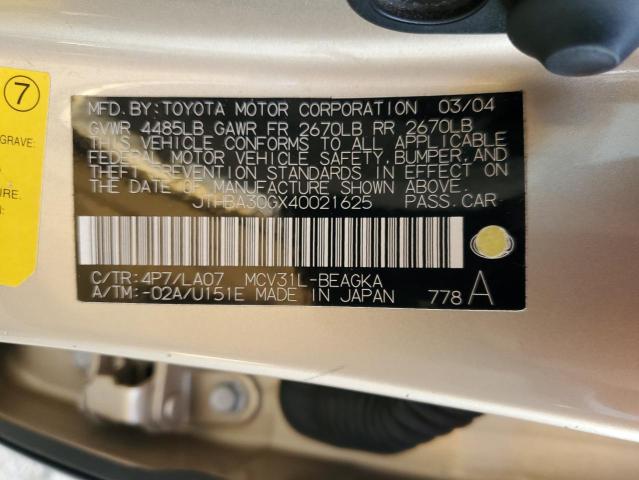 7
GRAVE:
URE.
MFD. BY: TOYOTA MOTOR CORPORATION 03/04
GVWR 4485LB GAWR FR 2670LB RR 2670LB
THIS VEHICLE CONFORMS TO ALL APPLICABLE
FEDERAL MOTOR VEHICLE SAFETY, BUMPER, AND
THEFT PREVENTION STANDARDS IN EFFECT ON
THE DATE OF MANUFACTURE SHOWN ABOVE.
JTHBA30GX40021625 PASS. CAR
C/TR: 4P7/LA07 MCV31L-BEAGKA
A/TM: -02A/U151E MADE IN JAPAN 778 A